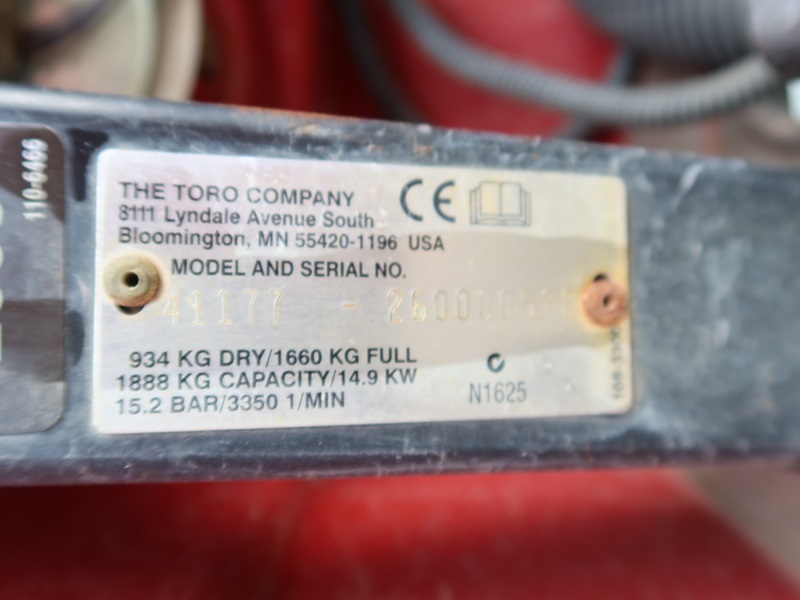 110-6466
THE TORO COMPANY
8111 Lyndale Avenue South
Bloomington, MN 55420-1196 USA
CE
MODEL AND SERIAL NO.
41177 -
934 KG DRY/1660 KG FULL
1888 KG CAPACITY/14.9 KW
15.2 BAR/3350 1/MIN
N1625